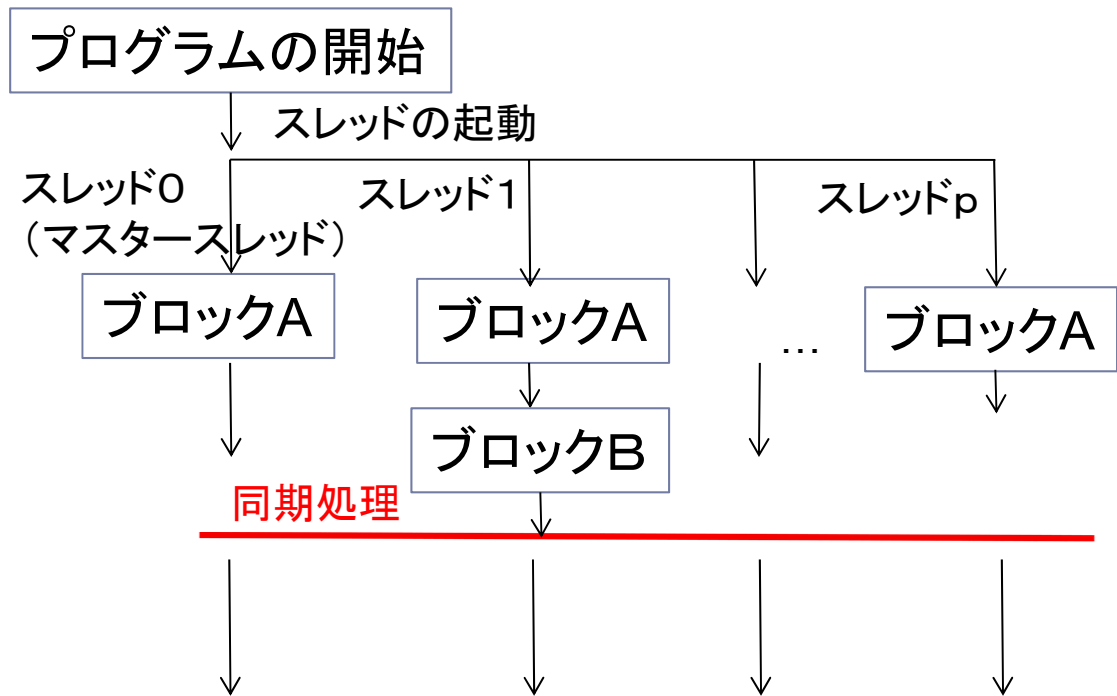 プログラムの開始
スレッドの起動
スレッド0
（マスタースレッド）
スレッド1
スレッドp
ブロックA
ブロックA
…
ブロックA
ブロックB
同期処理